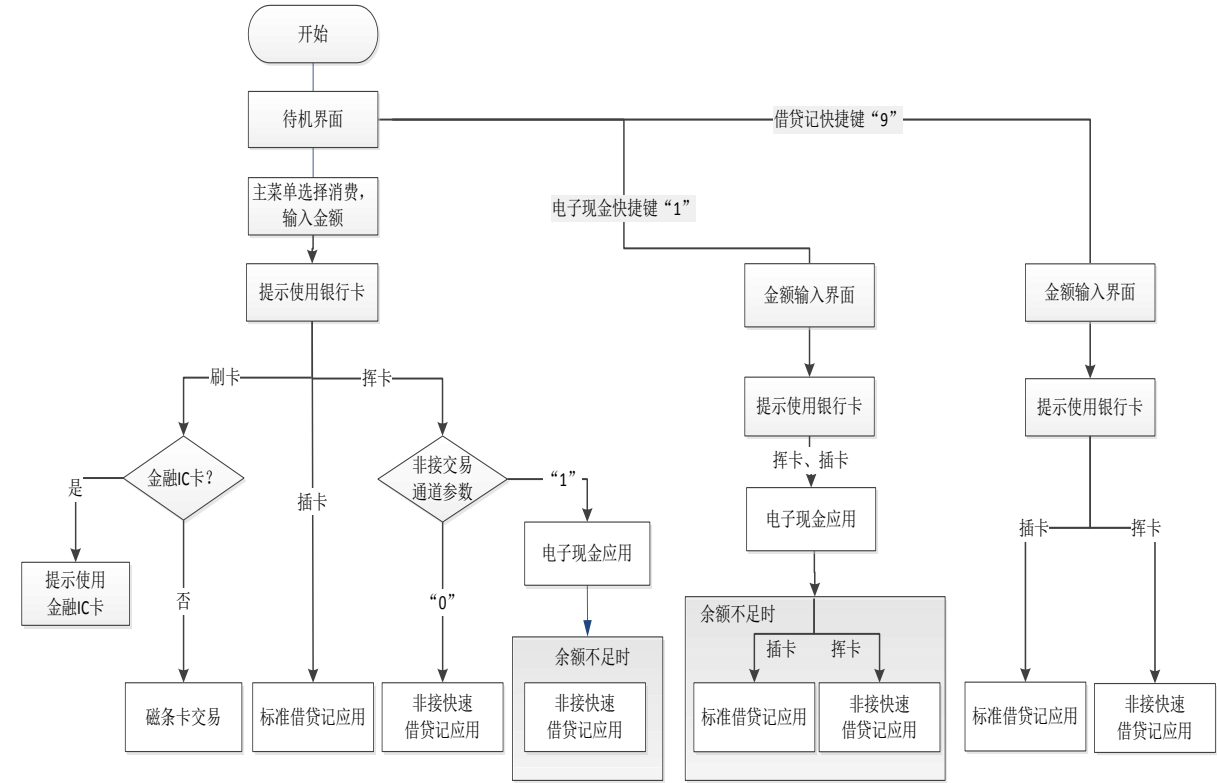 开始
待机界面
借贷记快捷键“9”
主菜单选择消费，
输入金额
电子现金快捷键“1”
提示使用银行卡
金额输入界面
金额输入界面
刷卡
挥卡
提示使用银行卡
提示使用银行卡
金融IC卡？
非接交易
通道参数
“1”
挥卡、插卡
是
插卡
电子现金应用
插卡
挥卡
电子现金应用
提示使用
金融IC卡
否
“0”
余额不足时
余额不足时
插卡
挥卡
磁条卡交易
标准借贷记应用
非接快速
借贷记应用
非接快速
借贷记应用
标准借贷记应用
非接快速
借贷记应用
标准借贷记应用
非接快速
借贷记应用